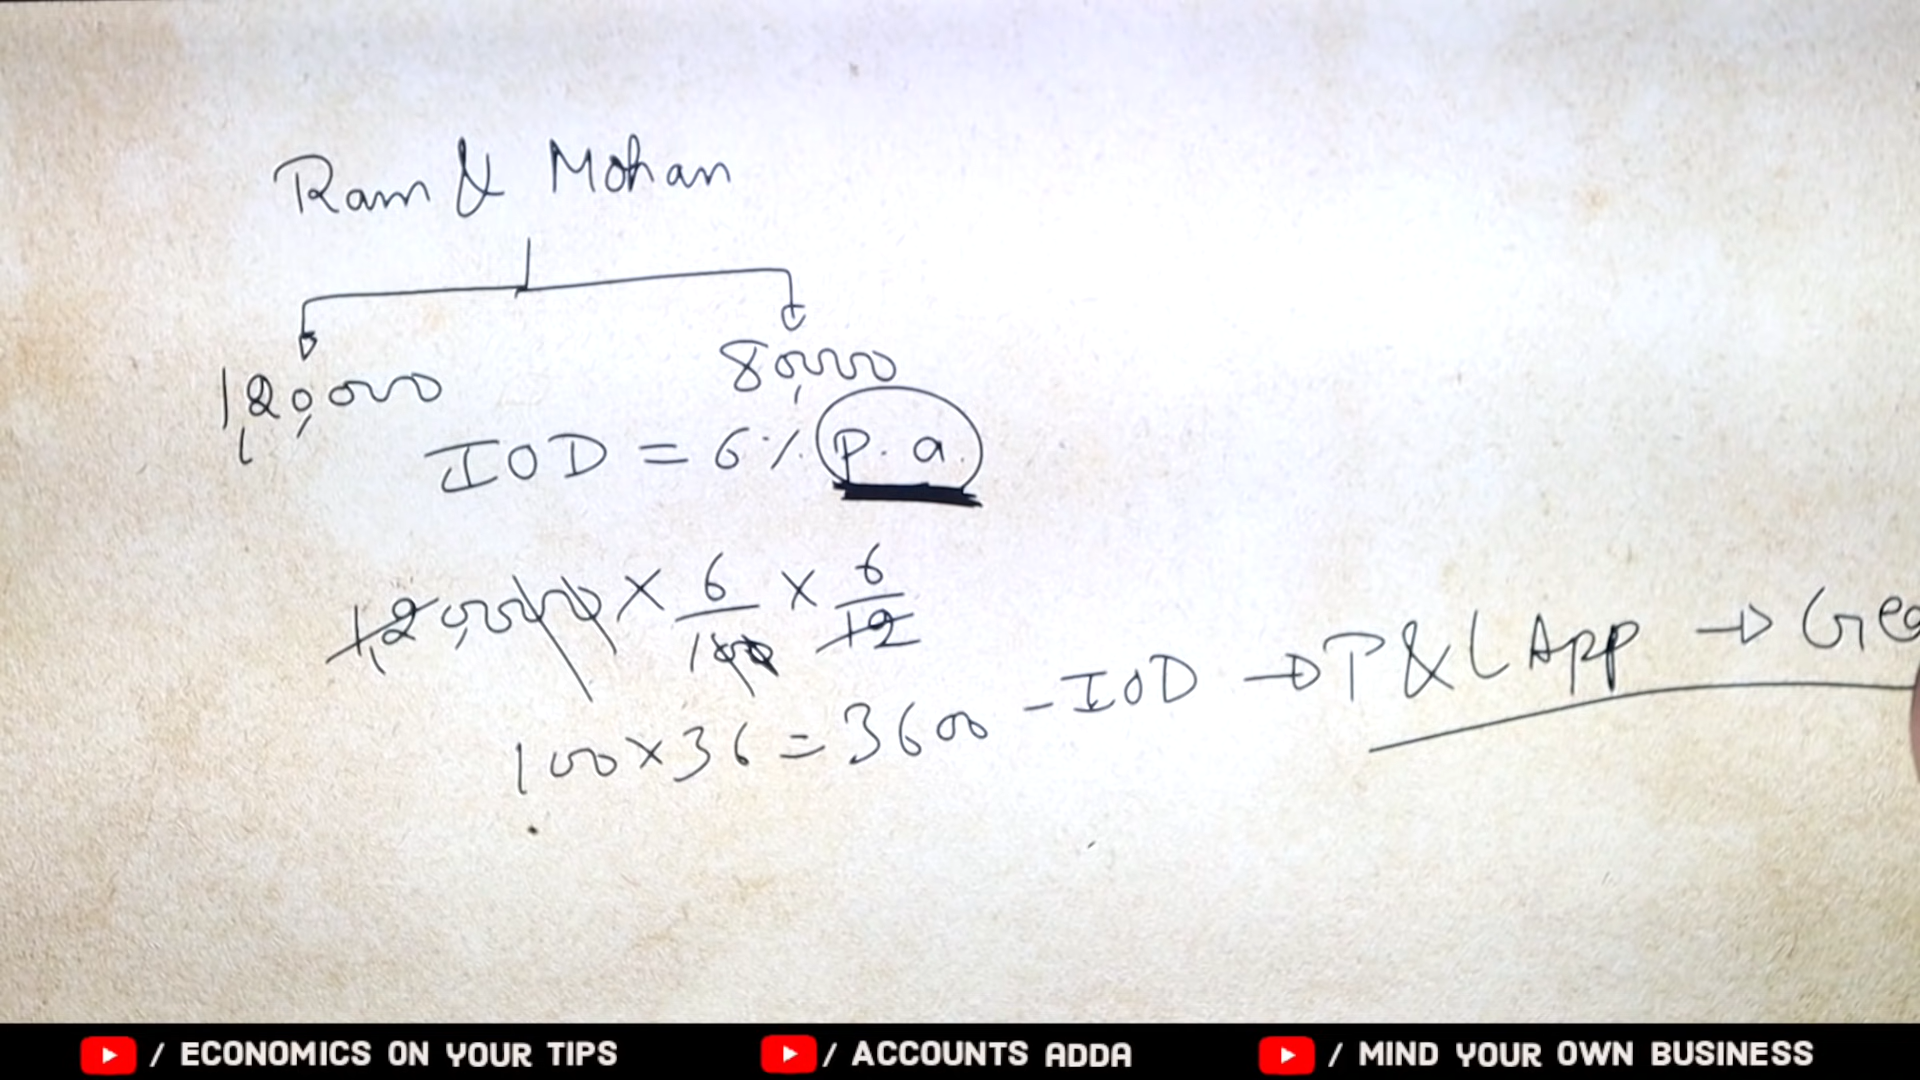 Ram & Mohan
1,20,000 80,000
IOD = 6% p.a.
1,20,000 × 6/100 × 6/12
100 × 36 = 3600 - IOD → P&L App →
/ ECONOMICS ON YOUR TIPS / ACCOUNTS ADDA / MIND YOUR OWN BUSINESS